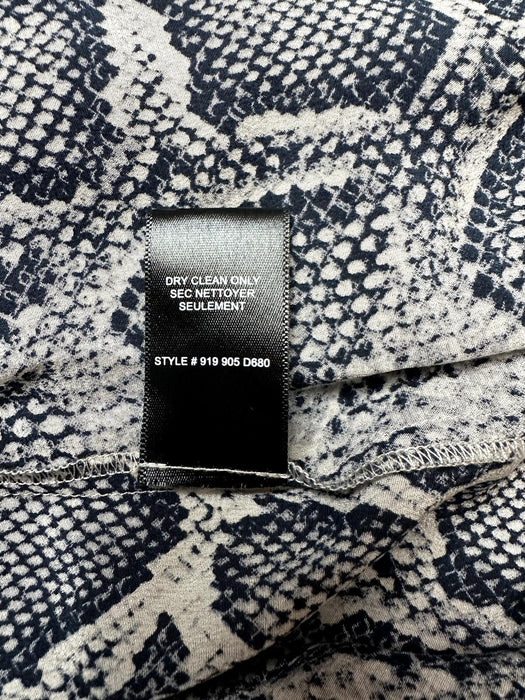 DRY CLEAN ONLY
SEC NETTOYER
SEULEMENT
STYLE # 919 905 D680